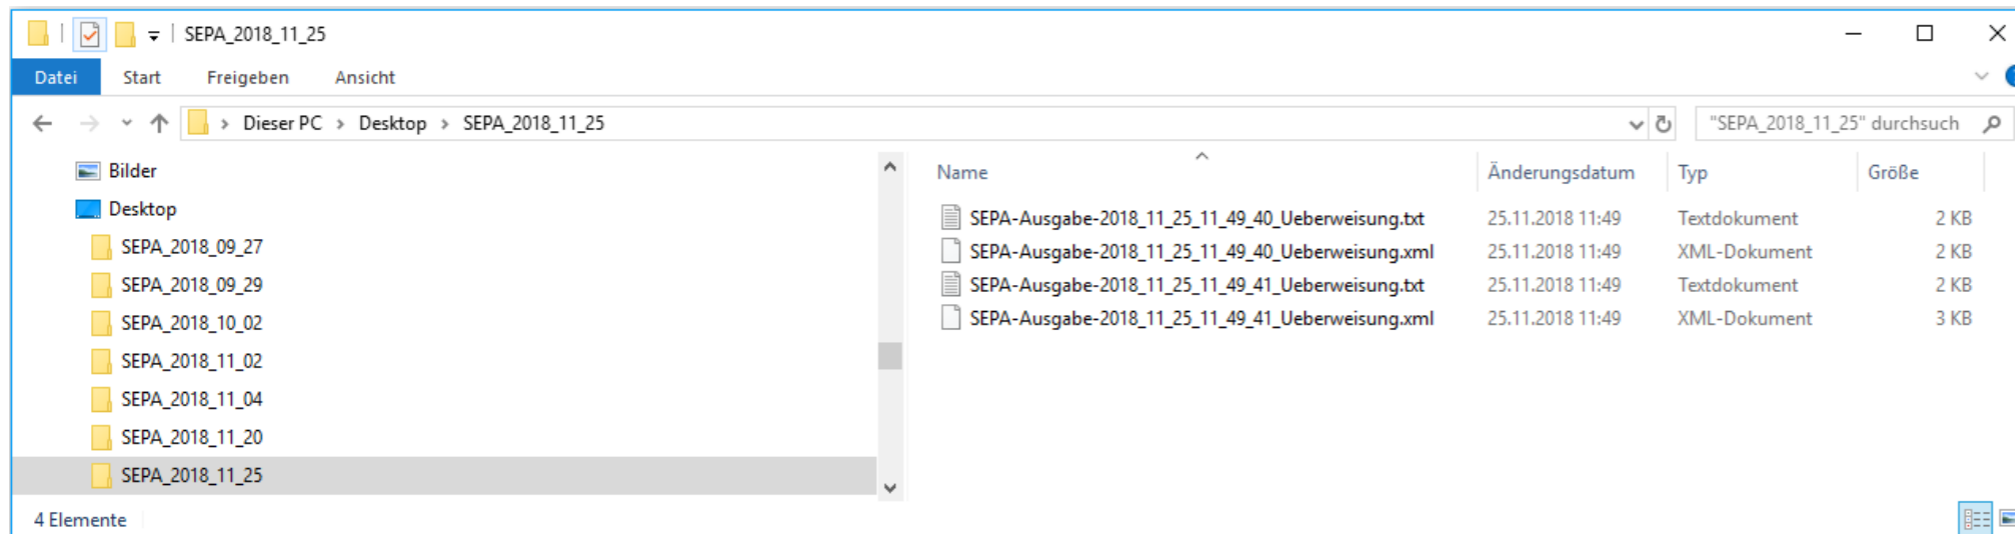 SEPA_2018_11_25
Datei Start Freigeben Ansicht
Dieser PC > Desktop > SEPA_2018_11_25 "SEPA_2018_11_25" durchsuch
Bilder
Desktop
SEPA_2018_09_27
SEPA_2018_09_29
SEPA_2018_10_02
SEPA_2018_11_02
SEPA_2018_11_04
SEPA_2018_11_20
SEPA_2018_11_25
Name Änderungsdatum Typ Größe
SEPA-Ausgabe-2018_11_25_11_49_40_Ueberweisung.txt 25.11.2018 11:49 Textdokument 2 KB
SEPA-Ausgabe-2018_11_25_11_49_40_Ueberweisung.xml 25.11.2018 11:49 XML-Dokument 2 KB
SEPA-Ausgabe-2018_11_25_11_49_41_Ueberweisung.txt 25.11.2018 11:49 Textdokument 2 KB
SEPA-Ausgabe-2018_11_25_11_49_41_Ueberweisung.xml 25.11.2018 11:49 XML-Dokument 3 KB
4 Elemente